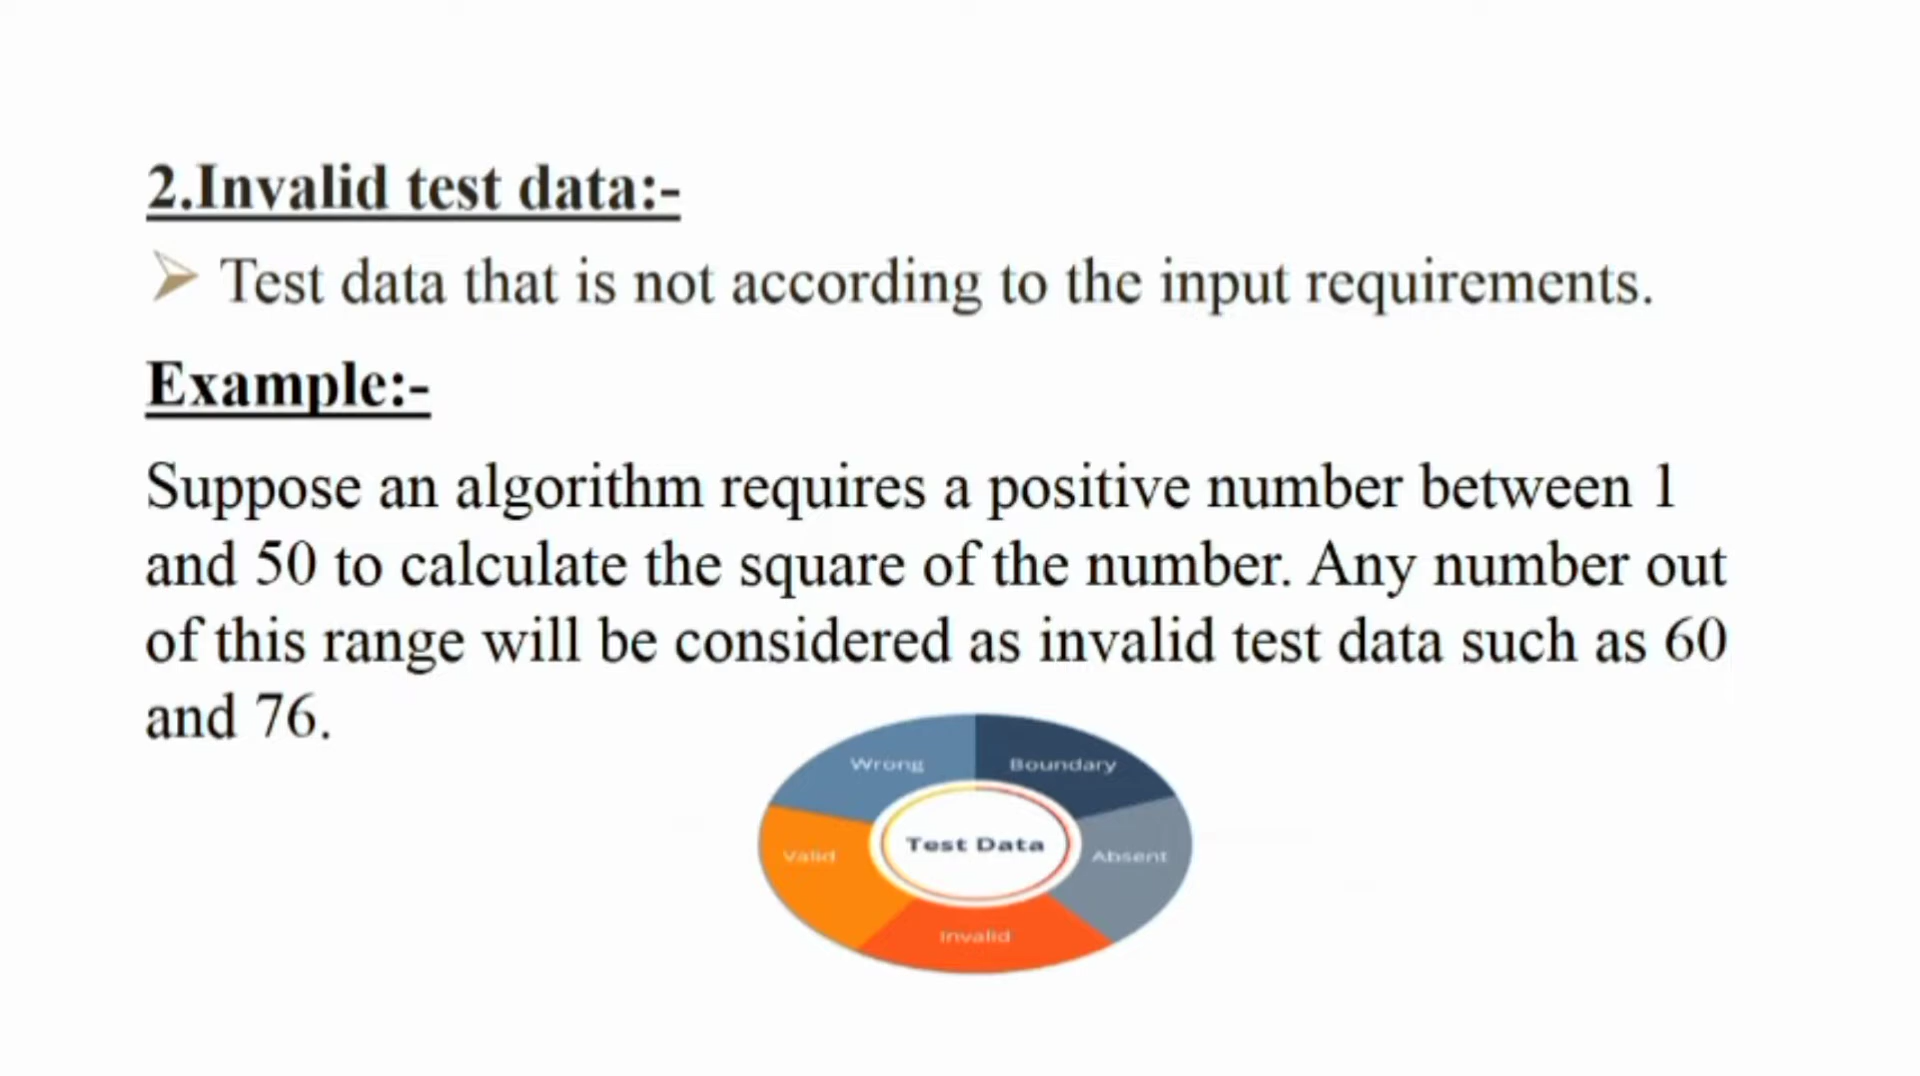 2.Invalid test data:-
Test data that is not according to the input requirements.
Example:-
Suppose an algorithm requires a positive number between 1
and 50 to calculate the square of the number. Any number out
of this range will be considered as invalid test data such as 60
and 76.
Wrong
Boundary
Test Data
Valid
Absent
Invalid